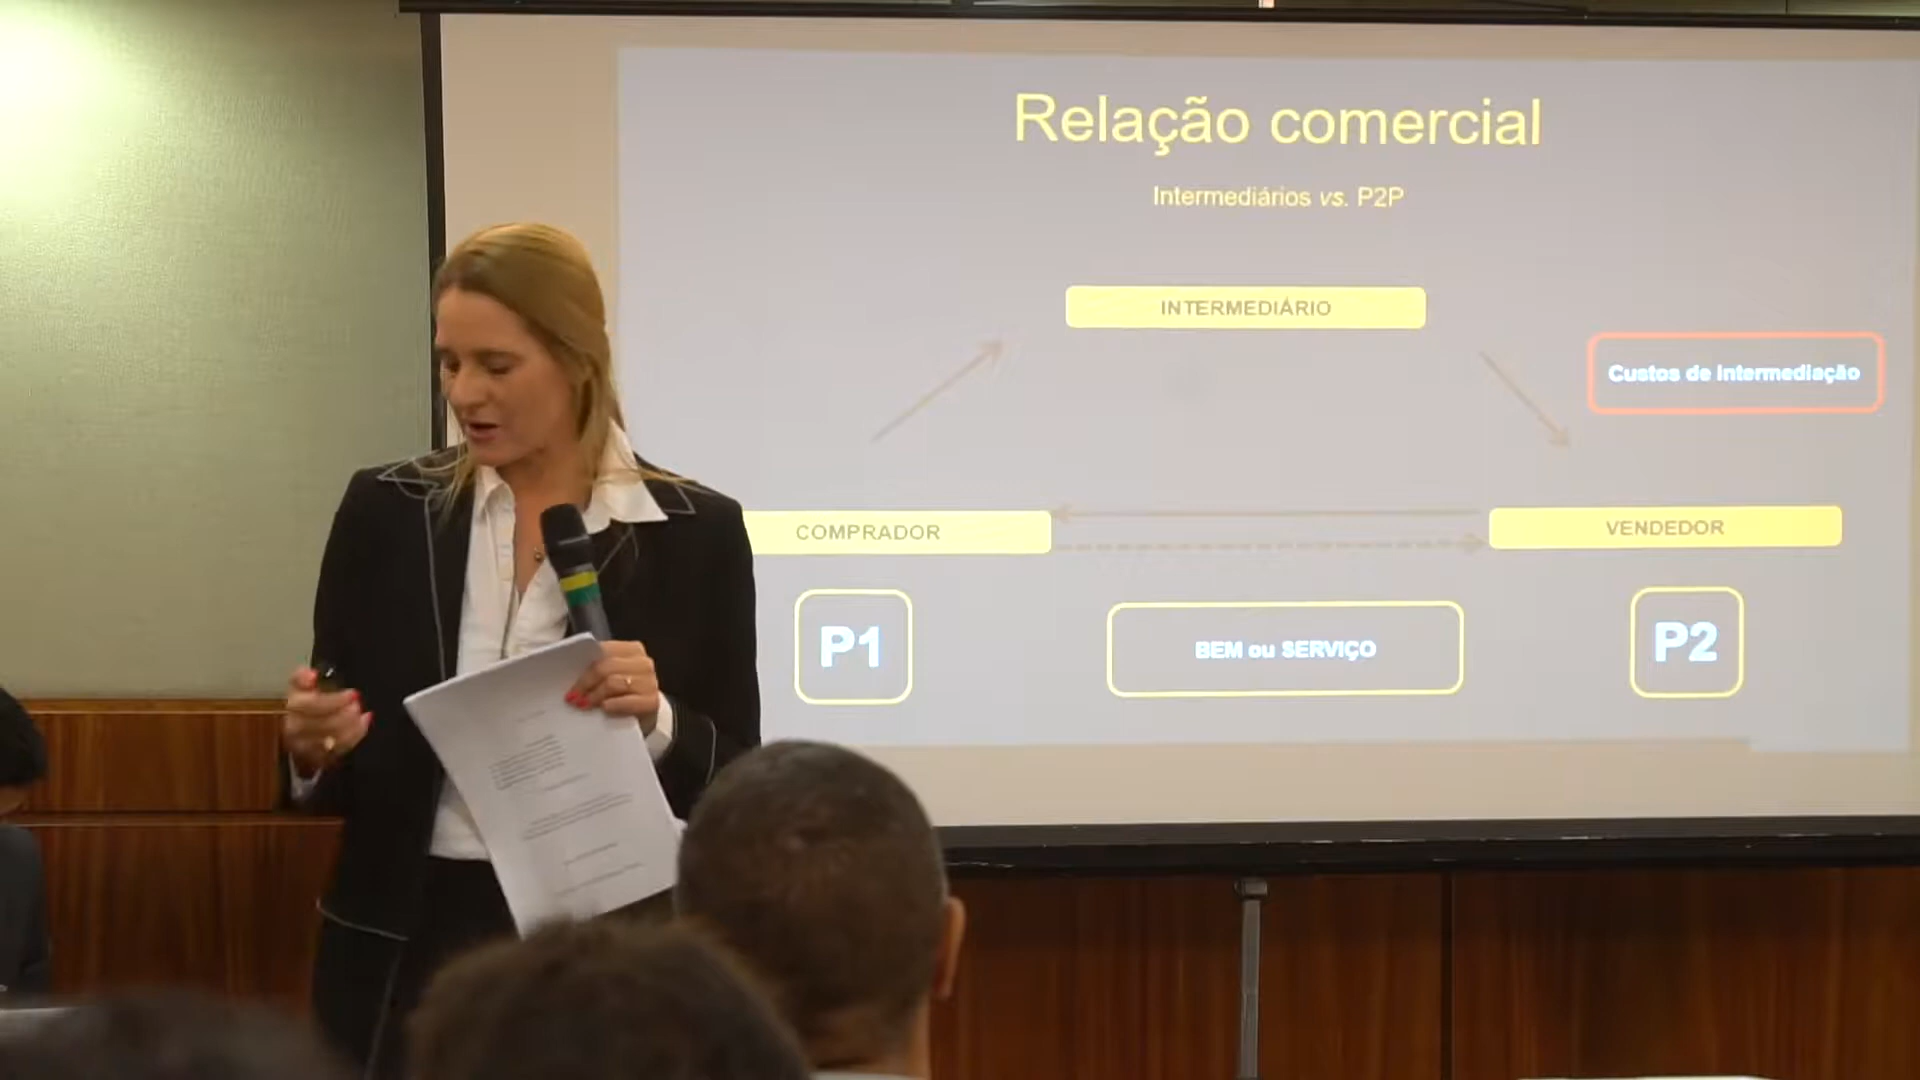 Relação comercial
Intermediários vs. P2P
INTERMEDIÁRIO
Custos de Intermediação
COMPRADOR
VENDEDOR
P1
BEM ou SERVIÇO
P2